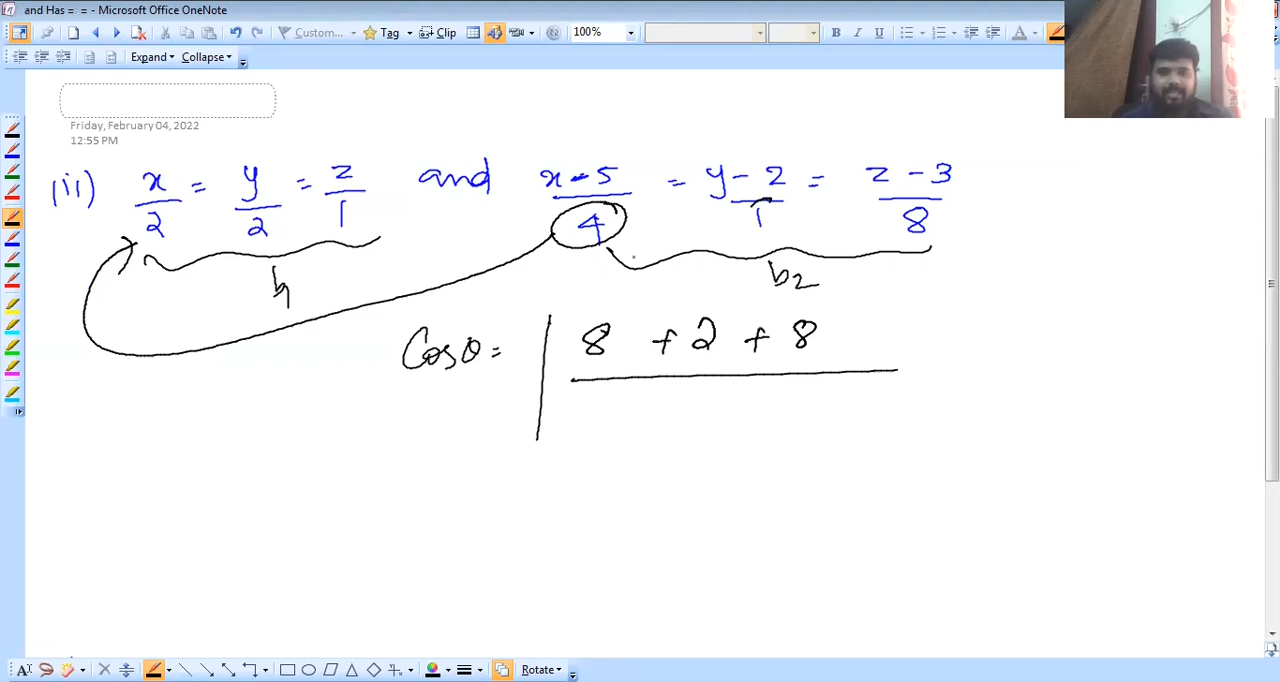 and Has =: = - Microsoft Office OneNote
Custom... Tag Clip 100% B I U A
Expand Collapse
Friday, February 04, 2022
12:55 PM
(ii) x/2 = y/2 = z/1 and x-5/4 = y-2/1 = z-3/8
b1 b2
Cosθ = | 8 + 2 + 8
A Rotate